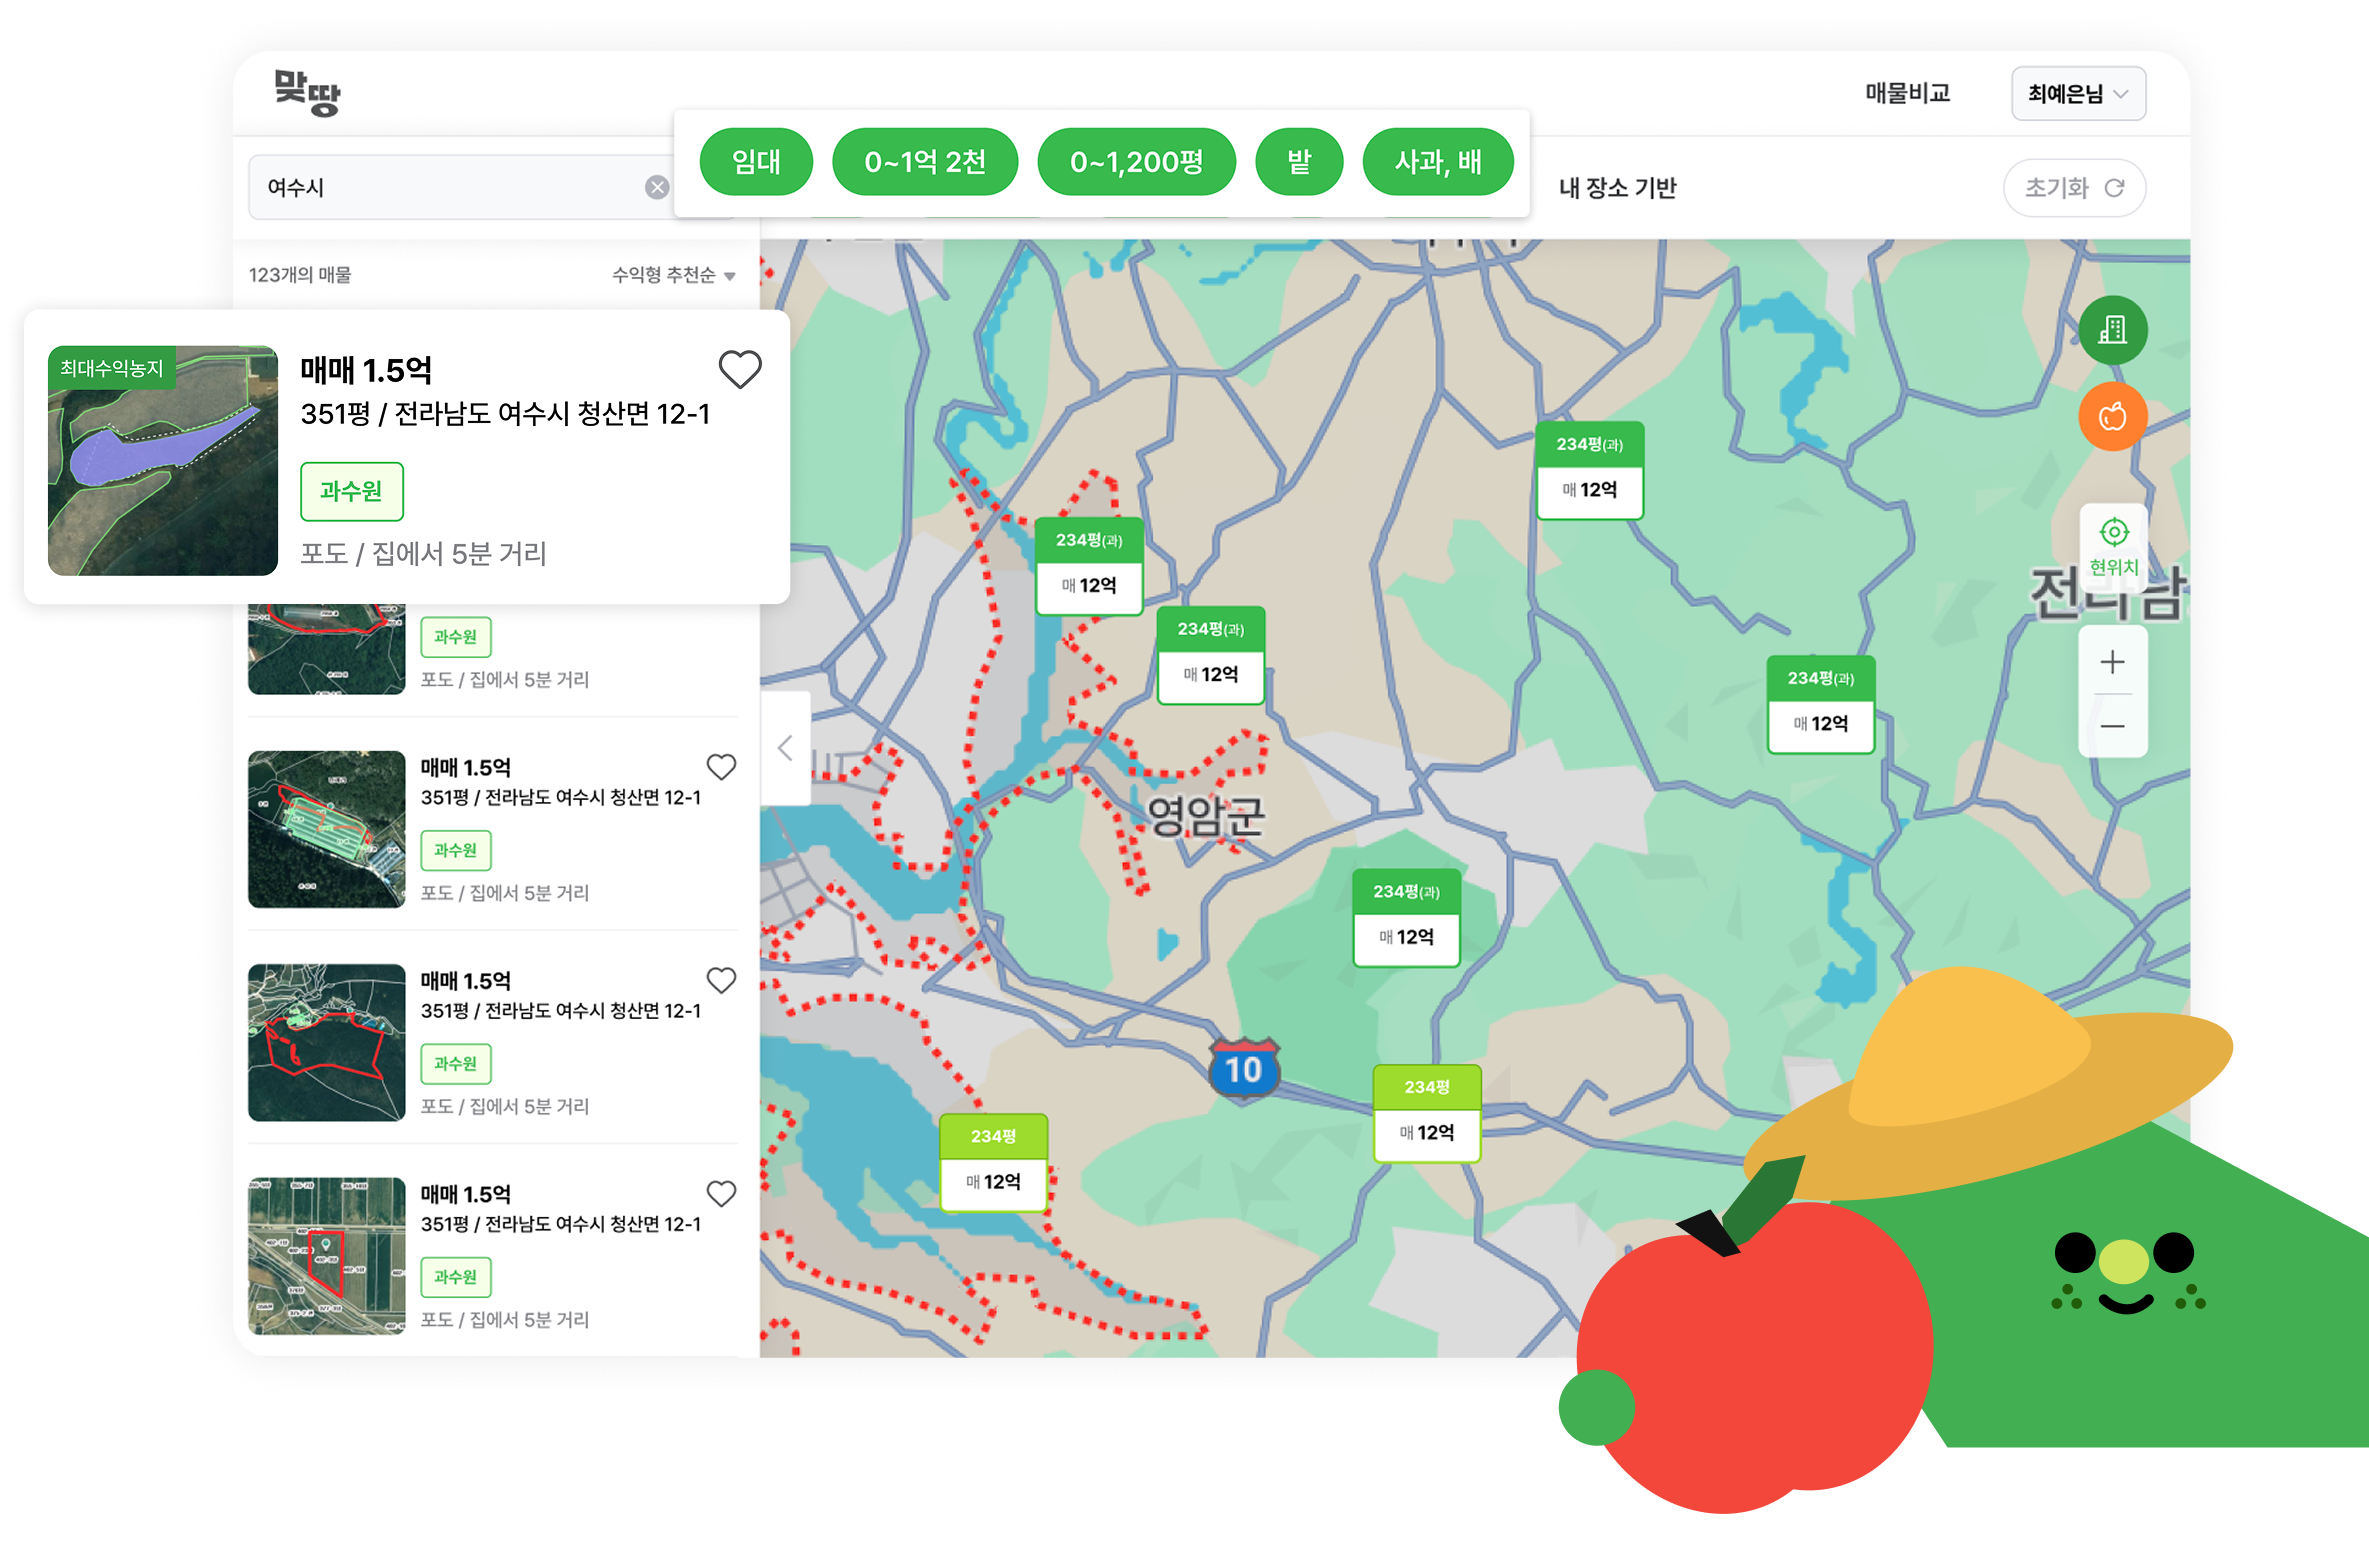 맞땅
매물비교
최예은님
여수시
임대
0~1억 2천
0~1,200평
밭
사과, 배
내 장소 기반
초기화
123개의 매물
수익형 추천순
최대수익농지
매매 1.5억
351평 / 전라남도 여수시 청산면 12-1
과수원
포도 / 집에서 5분 거리
과수원
포도 / 집에서 5분 거리
매매 1.5억
351평 / 전라남도 여수시 청산면 12-1
과수원
포도 / 집에서 5분 거리
매매 1.5억
351평 / 전라남도 여수시 청산면 12-1
과수원
포도 / 집에서 5분 거리
매매 1.5억
351평 / 전라남도 여수시 청산면 12-1
과수원
포도 / 집에서 5분 거리
234평(과)
매 12억
234평(과)
매 12억
234평(과)
매 12억
현위치
전라남
234평(과)
매 12억
영암군
234평(과)
매 12억
10
234평
매 12억
234평
매 12억